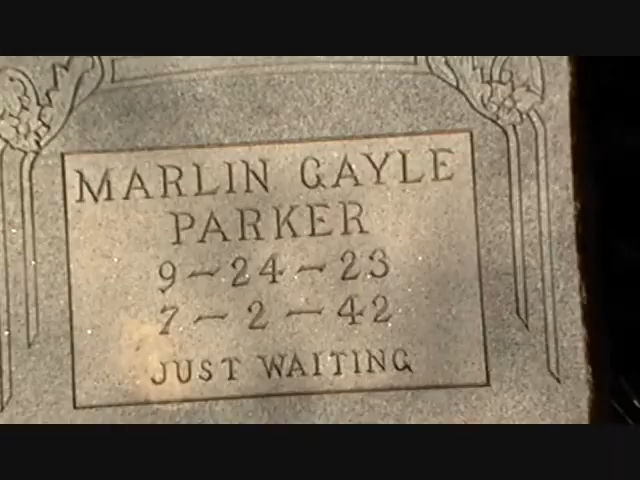 MARLIN GAYLE
PARKER
9-24-23
7-2-42
JUST WAITING